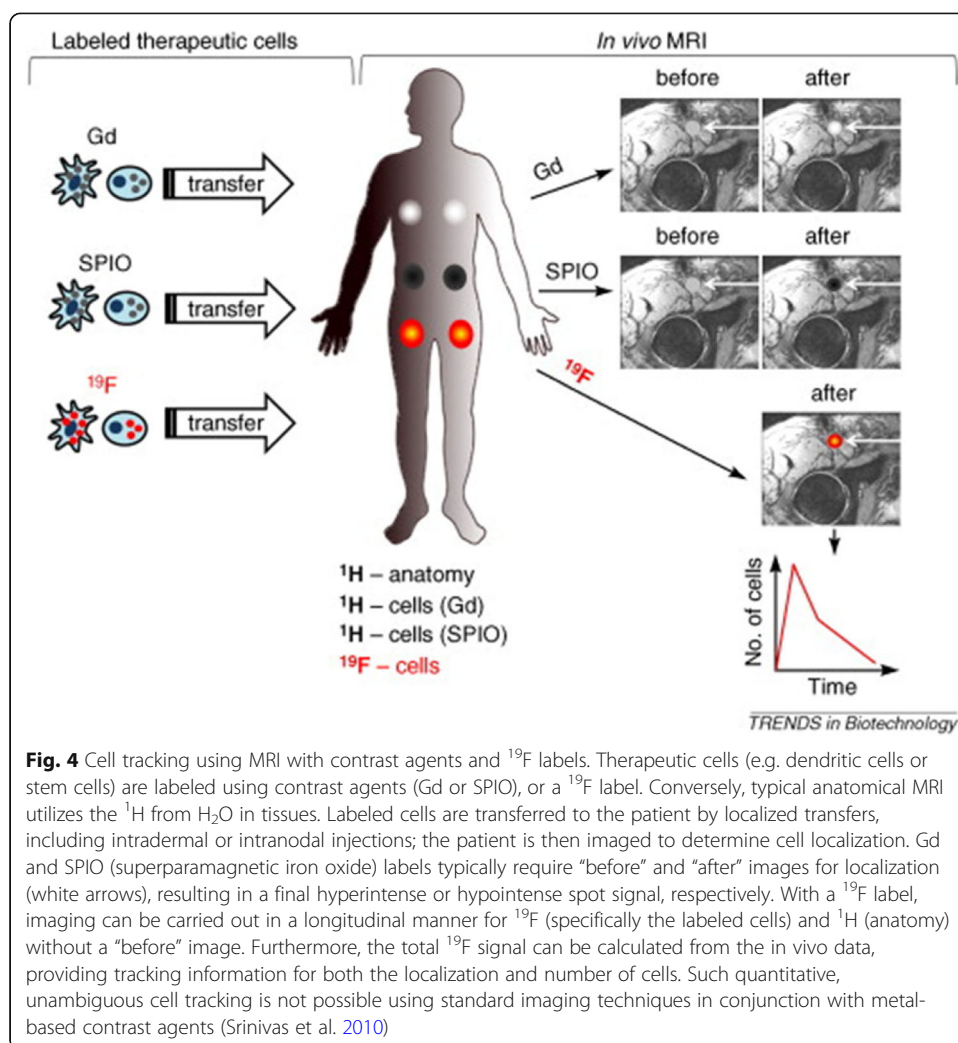 Labeled therapeutic cells
In vivo MRI
before after
Gd
transfer
Gd
before after
SPIO
transfer
SPIO
¹⁹F
transfer
¹⁹F
after
¹H – anatomy
¹H – cells (Gd)
¹H – cells (SPIO)
¹⁹F – cells
No. of cells
Time
TRENDS in Biotechnology
Fig. 4 Cell tracking using MRI with contrast agents and ¹⁹F labels. Therapeutic cells (e.g. dendritic cells or
stem cells) are labeled using contrast agents (Gd or SPIO), or a ¹⁹F label. Conversely, typical anatomical MRI
utilizes the ¹H from H₂O in tissues. Labeled cells are transferred to the patient by localized transfers,
including intradermal or intranodal injections; the patient is then imaged to determine cell localization. Gd
and SPIO (superparamagnetic iron oxide) labels typically require “before” and “after” images for localization
(white arrows), resulting in a final hyperintense or hypointense spot signal, respectively. With a ¹⁹F label,
imaging can be carried out in a longitudinal manner for ¹⁹F (specifically the labeled cells) and ¹H (anatomy)
without a “before” image. Furthermore, the total ¹⁹F signal can be calculated from the in vivo data,
providing tracking information for both the localization and number of cells. Such quantitative,
unambiguous cell tracking is not possible using standard imaging techniques in conjunction with metal-
based contrast agents (Srinivas et al. 2010)